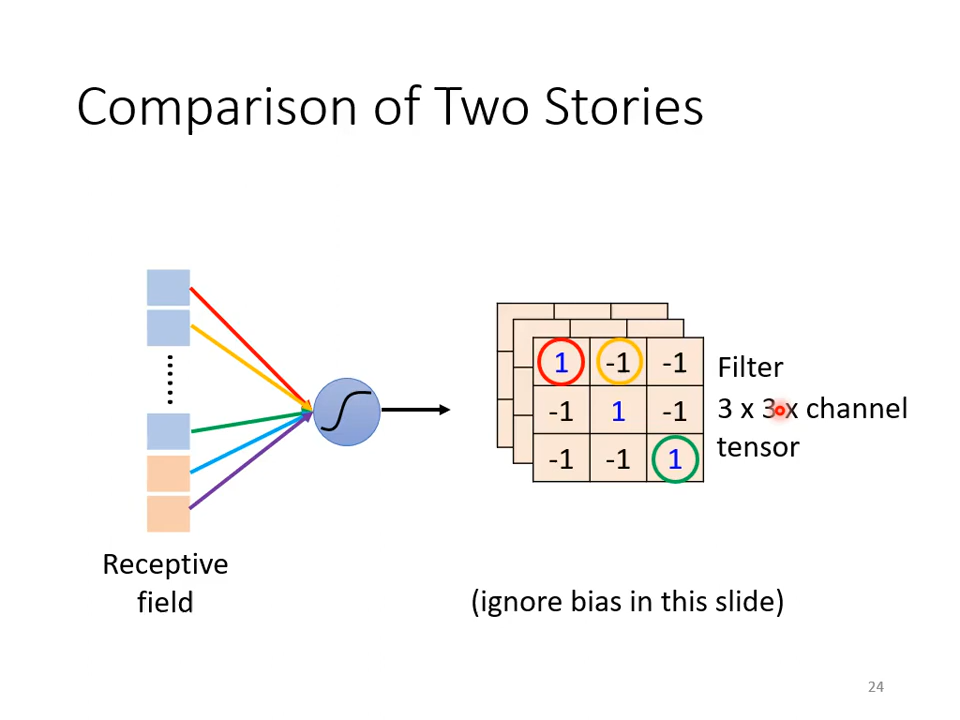 Comparison of Two Stories
1 -1 -1
-1 1 -1
-1 -1 1
Filter
3 x 3 x channel
tensor
Receptive
field
(ignore bias in this slide)
24